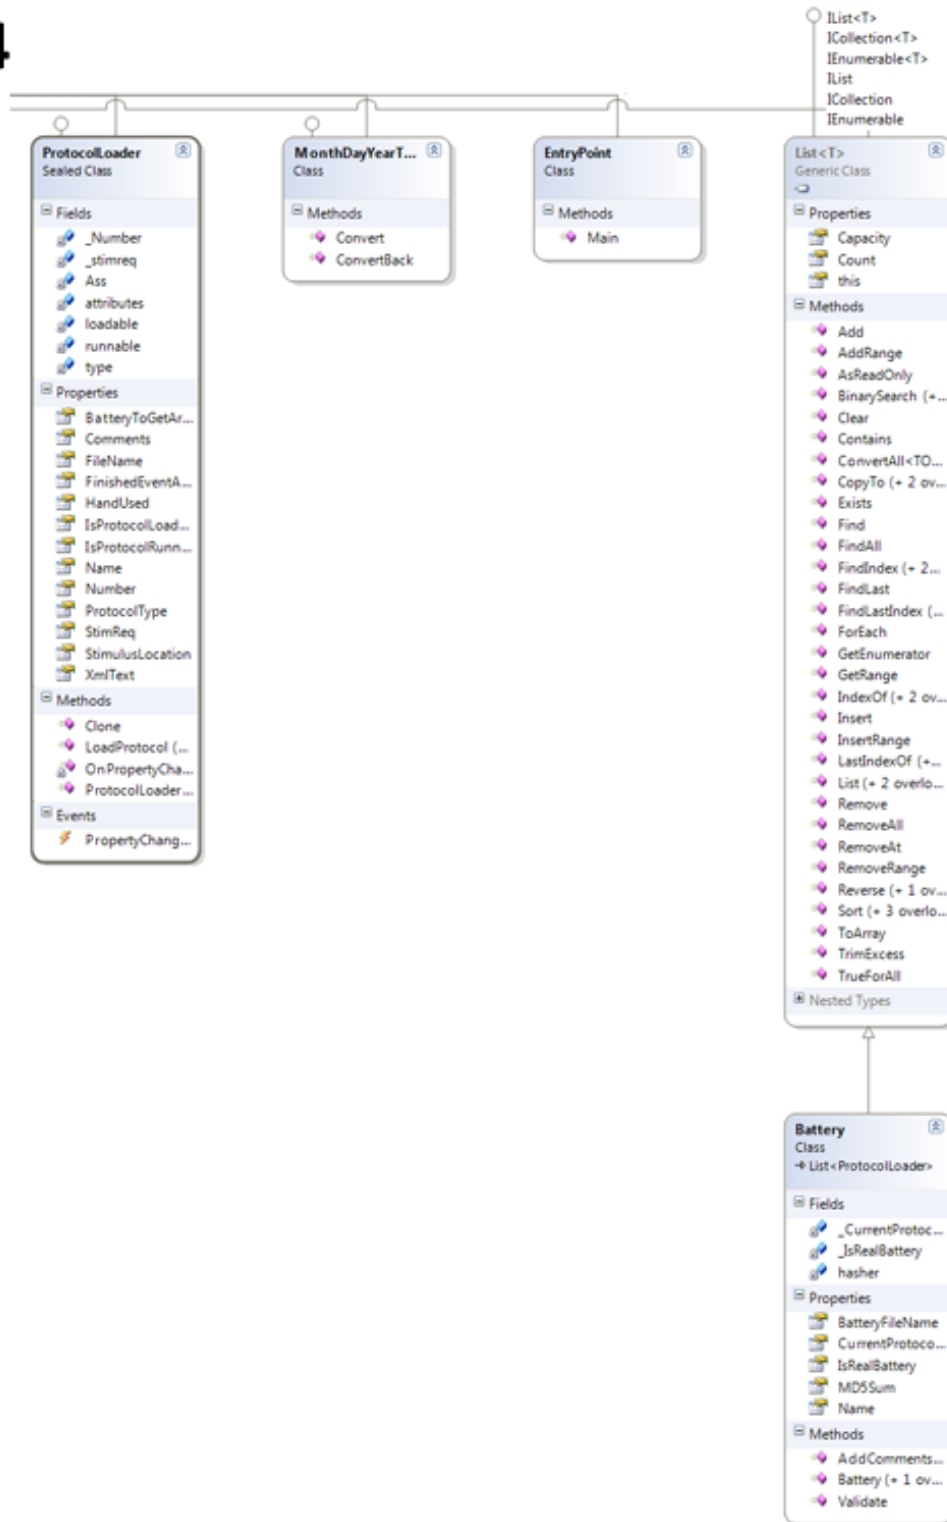 4
IList<T>
ICollection<T>
IEnumerable<T>
IList
ICollection
IEnumerable
ProtocolLoader
Sealed Class
Fields
_Number
_stimreq
Ass
attributes
loadable
runnable
type
Properties
BatteryToGetAr...
Comments
FileName
FinishedEventA...
HandUsed
IsProtocolLoad...
IsProtocolRunn...
Name
Number
ProtocolType
StimReq
StimulusLocation
XmlText
Methods
Clone
LoadProtocol (...
OnPropertyCha...
ProtocolLoader...
Events
PropertyChang...
MonthDayYearT...
Class
Methods
Convert
ConvertBack
EntryPoint
Class
Methods
Main
List<T>
Generic Class
Properties
Capacity
Count
this
Methods
Add
AddRange
AsReadOnly
BinarySearch (+...
Clear
Contains
ConvertAll<TO...
CopyTo (+ 2 ov...
Exists
Find
FindAll
FindIndex (+ 2...
FindLast
FindLastIndex (...
ForEach
GetEnumerator
GetRange
IndexOf (+ 2 ov...
Insert
InsertRange
LastIndexOf (+...
List (+ 2 overlo...
Remove
RemoveAll
RemoveAt
RemoveRange
Reverse (+ 1 ov...
Sort (+ 3 overlo...
ToArray
TrimExcess
TrueForAll
Nested Types
Battery
Class
List<ProtocolLoader>
Fields
_CurrentProtoc...
_IsRealBattery
hasher
Properties
BatteryFileName
CurrentProtoco...
IsRealBattery
MD5Sum
Name
Methods
AddComments...
Battery (+ 1 ov...
Validate